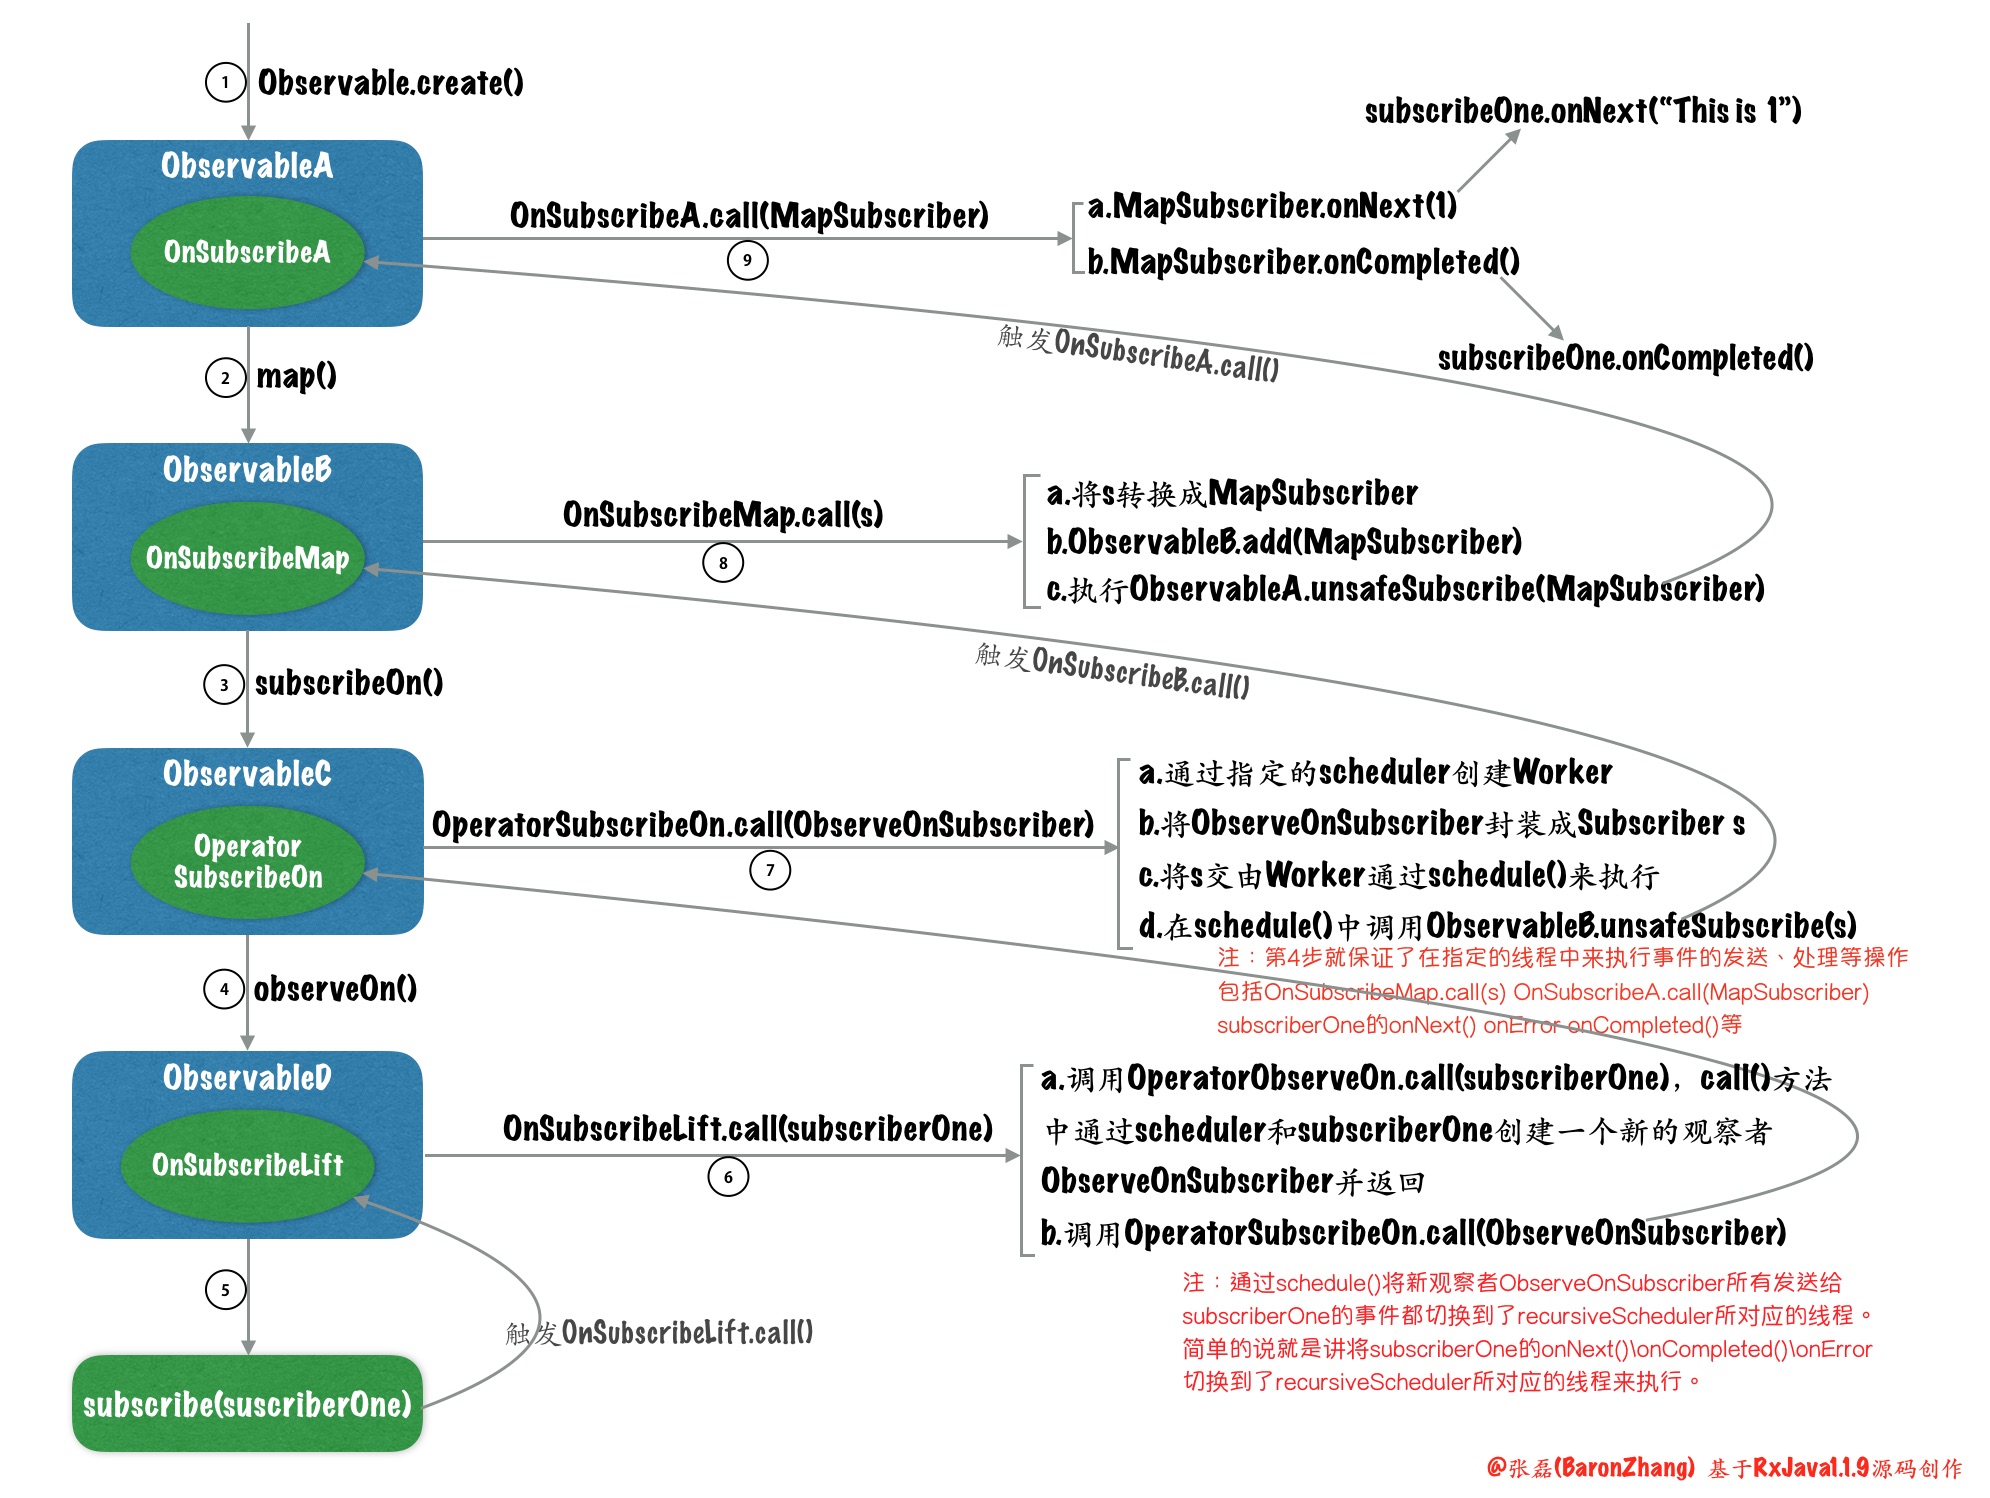 1
Observable.create()
ObservableA
OnSubscribeA
OnSubscribeA.call(MapSubscriber)
9
subscribeOne.onNext(“This is 1”)
a.MapSubscriber.onNext(1)
b.MapSubscriber.onCompleted()
subscribeOne.onCompleted()
触发OnSubscribeA.call()
2
map()
ObservableB
OnSubscribeMap
OnSubscribeMap.call(s)
8
a.将s转换成MapSubscriber
b.ObservableB.add(MapSubscriber)
c.执行ObservableA.unsafeSubscribe(MapSubscriber)
触发OnSubscribeB.call()
3
subscribeOn()
ObservableC
Operator
SubscribeOn
OperatorSubscribeOn.call(ObserveOnSubscriber)
7
a.通过指定的scheduler创建Worker
b.将ObserveOnSubscriber封装成Subscriber s
c.将s交由Worker通过schedule()来执行
d.在schedule()中调用ObservableB.unsafeSubscribe(s)
注：第4步就保证了在指定的线程中来执行事件的发送、处理等操作
包括OnSubscribeMap.call(s) OnSubscribeA.call(MapSubscriber)
subscriberOne的onNext() onError onCompleted()等
4
observeOn()
ObservableD
OnSubscribeLift
OnSubscribeLift.call(subscriberOne)
6
a.调用OperatorObserveOn.call(subscriberOne)，call()方法
中通过scheduler和subscriberOne创建一个新的观察者
ObserveOnSubscriber并返回
b.调用OperatorSubscribeOn.call(ObserveOnSubscriber)
注：通过schedule()将新观察者ObserveOnSubscriber所有发送给
subscriberOne的事件都切换到了recursiveScheduler所对应的线程。
简单的说就是讲将subscriberOne的onNext()\onCompleted()\onError
切换到了recursiveScheduler所对应的线程来执行。
5
触发OnSubscribeLift.call()
subscribe(suscriberOne)
@张磊(BaronZhang) 基于RxJava1.1.9源码创作